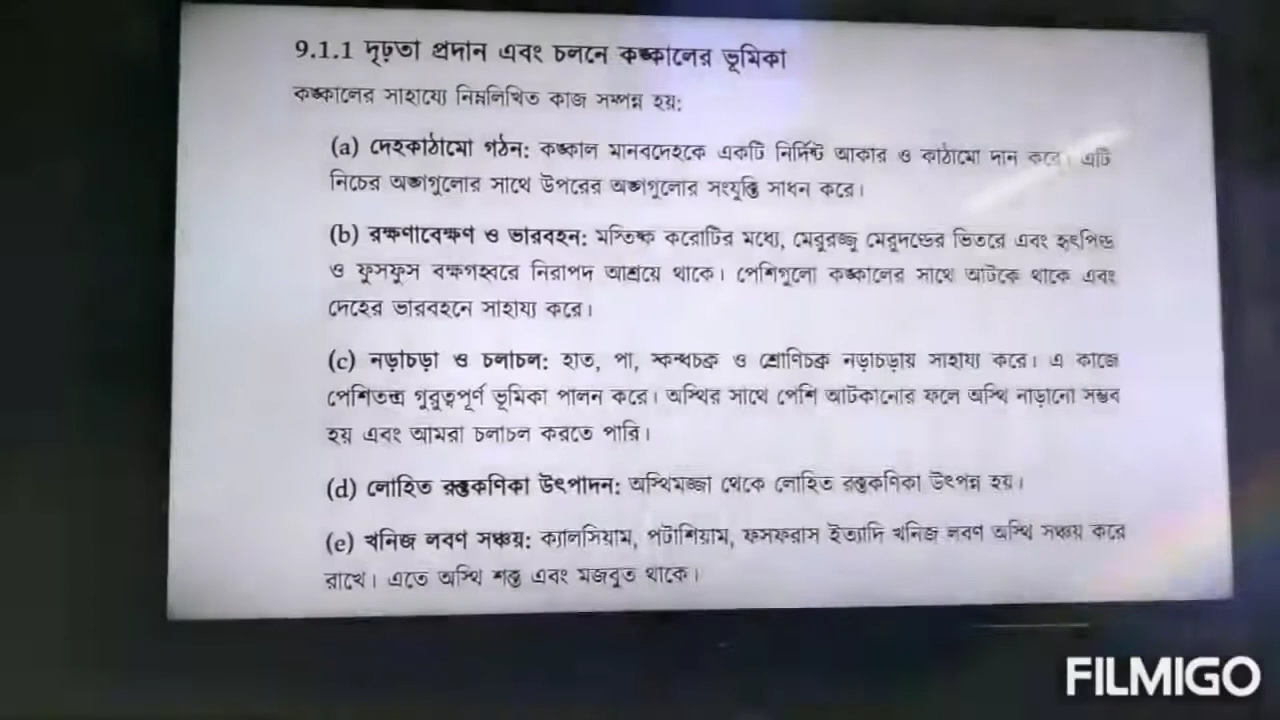 9.1.1 দৃঢ়তা প্রদান এবং চলনে কঙ্কালের ভূমিকা
কঙ্কালের সাহায্যে নিম্নলিখিত কাজ সম্পন্ন হয়:
(a) দেহকাঠামো গঠন: কঙ্কাল মানবদেহকে একটি নির্দিষ্ট আকার ও কাঠামো দান করে। এটি
নিচের অঙ্গগুলোর সাথে উপরের অঙ্গগুলোর সংযুক্তি সাধন করে।
(b) রক্ষণাবেক্ষণ ও ভারবহন: মস্তিষ্ক করোটির মধ্যে, মেরুরজ্জু মেরুদণ্ডের ভিতরে এবং হৃৎপিণ্ড
ও ফুসফুস বক্ষগহ্বরে নিরাপদ আশ্রয়ে থাকে। পেশিগুলো কঙ্কালের সাথে আটকে থাকে এবং
দেহের ভারবহনে সাহায্য করে।
(c) নড়াচড়া ও চলাচল: হাত, পা, স্কন্ধচক্র ও শ্রোণিচক্র নড়াচড়ায় সাহায্য করে। এ কাজে
পেশিতন্ত্র গুরুত্বপূর্ণ ভূমিকা পালন করে। অস্থির সাথে পেশি আটকানোর ফলে অস্থি নাড়ানো সম্ভব
হয় এবং আমরা চলাচল করতে পারি।
(d) লোহিত রক্তকণিকা উৎপাদন: অস্থিমজ্জা থেকে লোহিত রক্তকণিকা উৎপন্ন হয়।
(e) খনিজ লবণ সঞ্চয়: ক্যালসিয়াম, পটাশিয়াম, ফসফরাস ইত্যাদি খনিজ লবণ অস্থি সঞ্চয় করে
রাখে। এতে অস্থি শক্ত এবং মজবুত থাকে।
FILMIGO